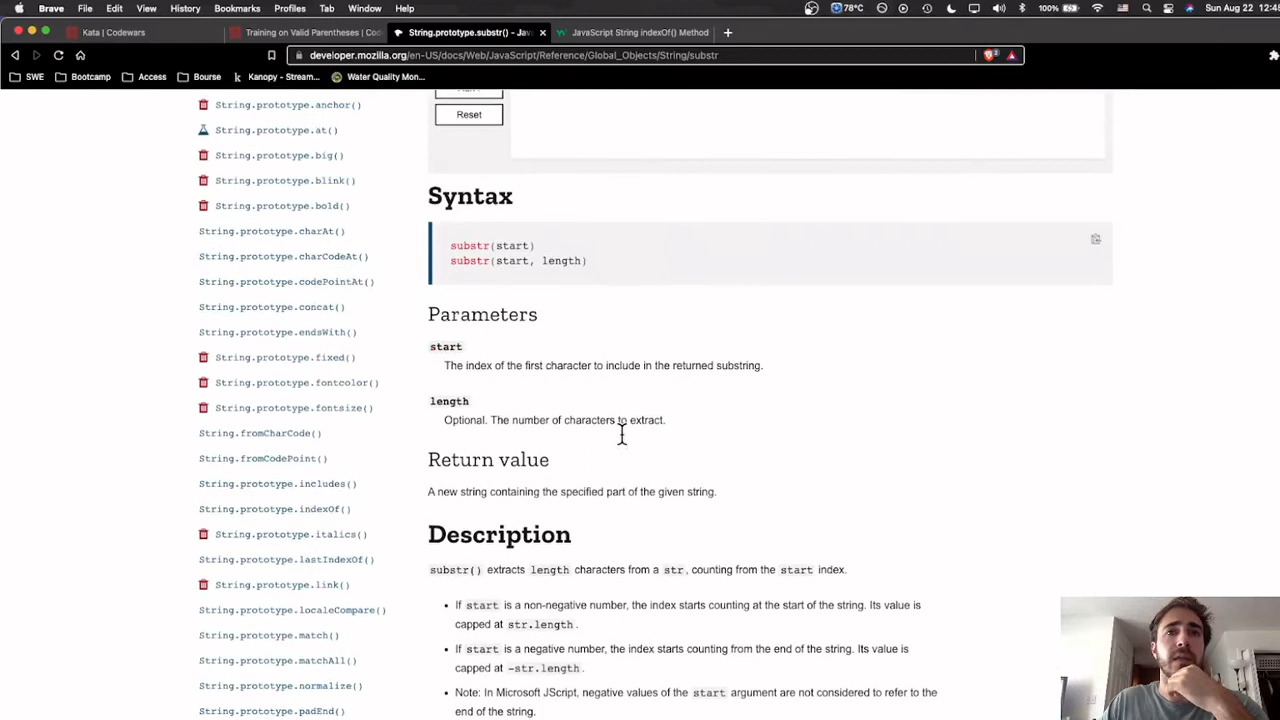 Brave File Edit View History Bookmarks Profiles Tab Window Help 78°C 100% Sun Aug 22
Kata | Codewars
Training on Valid Parentheses | Cod
String.prototype.substr() - Jav
JavaScript String indexOf() Method
developer.mozilla.org/en-US/docs/Web/JavaScript/Reference/Global_Objects/String/substr
SWE Bootcamp Access Bourse Kanopy - Stream... Water Quality Mon...
String.prototype.anchor()
String.prototype.at()
String.prototype.big()
String.prototype.blink()
String.prototype.bold()
String.prototype.charAt()
String.prototype.charCodeAt()
String.prototype.codePointAt()
String.prototype.concat()
String.prototype.endsWith()
String.prototype.fixed()
String.prototype.fontcolor()
String.prototype.fontsize()
String.fromCharCode()
String.fromCodePoint()
String.prototype.includes()
String.prototype.indexOf()
String.prototype.italics()
String.prototype.lastIndexOf()
String.prototype.link()
String.prototype.localeCompare()
String.prototype.match()
String.prototype.matchAll()
String.prototype.normalize()
String.prototype.padEnd()
Reset
Syntax
substr(start)
substr(start, length)
Parameters
start
The index of the first character to include in the returned substring.
length
Optional. The number of characters to extract.
Return value
A new string containing the specified part of the given string.
Description
substr() extracts length characters from a str, counting from the start index.
• If start is a non-negative number, the index starts counting at the start of the string. Its value is
capped at str.length.
• If start is a negative number, the index starts counting from the end of the string. Its value is
capped at -str.length.
• Note: In Microsoft JScript, negative values of the start argument are not considered to refer to the
end of the string.